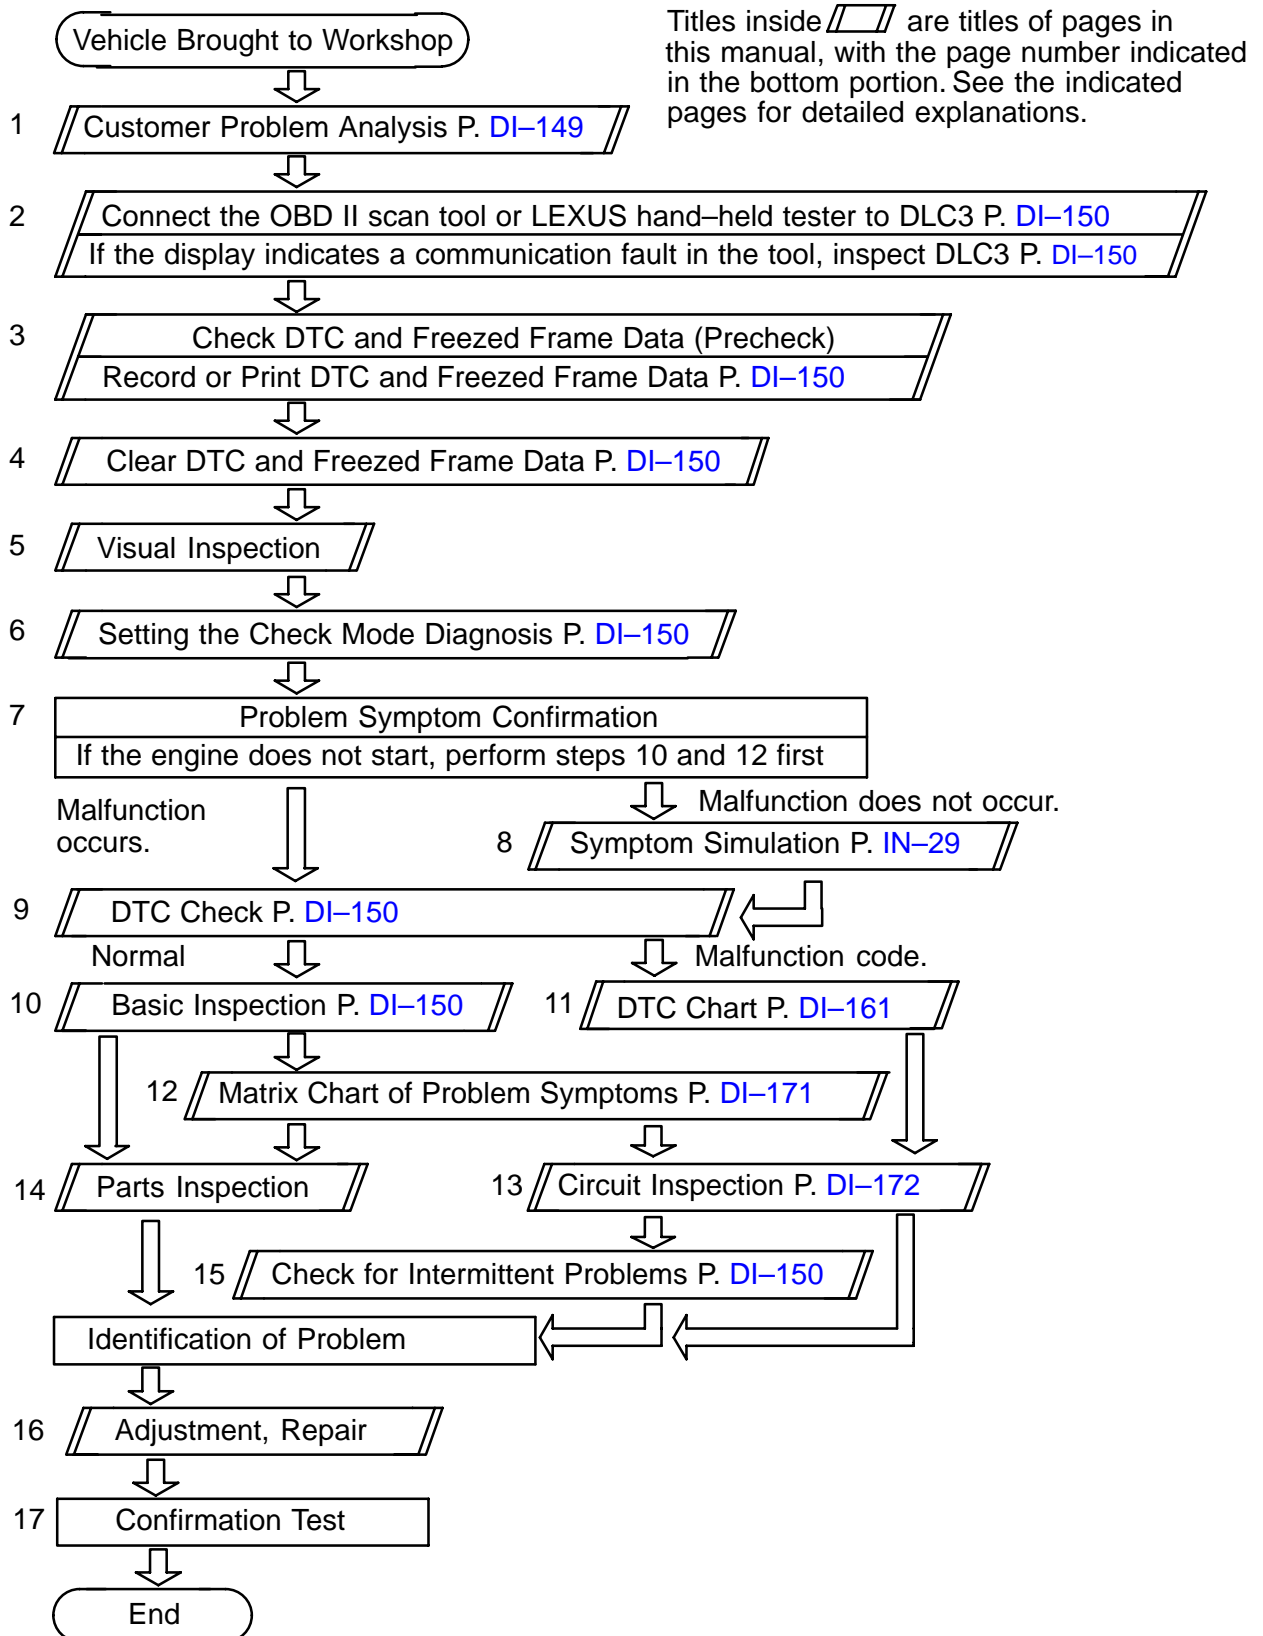 Vehicle Brought to Workshop
Titles inside are titles of pages in
this manual, with the page number indicated
in the bottom portion. See the indicated
pages for detailed explanations.
1 Customer Problem Analysis P. DI–149
2 Connect the OBD II scan tool or LEXUS hand–held tester to DLC3 P. DI–150
If the display indicates a communication fault in the tool, inspect DLC3 P. DI–150
3 Check DTC and Freezed Frame Data (Precheck)
Record or Print DTC and Freezed Frame Data P. DI–150
4 Clear DTC and Freezed Frame Data P. DI–150
5 Visual Inspection
6 Setting the Check Mode Diagnosis P. DI–150
7 Problem Symptom Confirmation
If the engine does not start, perform steps 10 and 12 first
Malfunction
occurs.
Malfunction does not occur.
8 Symptom Simulation P. IN–29
9 DTC Check P. DI–150
Normal
Malfunction code.
10 Basic Inspection P. DI–150
11 DTC Chart P. DI–161
12 Matrix Chart of Problem Symptoms P. DI–171
14 Parts Inspection
13 Circuit Inspection P. DI–172
15 Check for Intermittent Problems P. DI–150
Identification of Problem
16 Adjustment, Repair
17 Confirmation Test
End